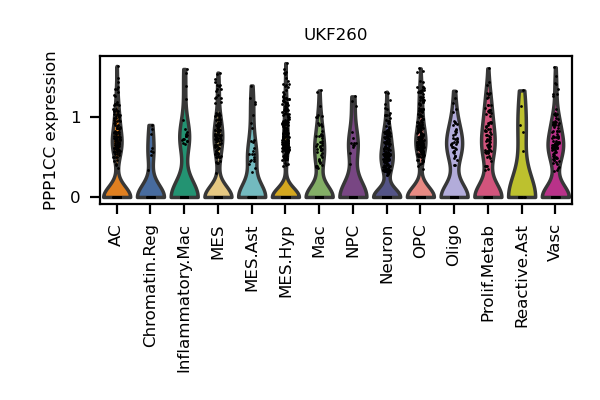 UKF260
PPP1CC expression
1
0
AC
Chromatin.Reg
Inflammatory.Mac
MES
MES.Ast
MES.Hyp
Mac
NPC
Neuron
OPC
Oligo
Prolif.Metab
Reactive.Ast
Vasc